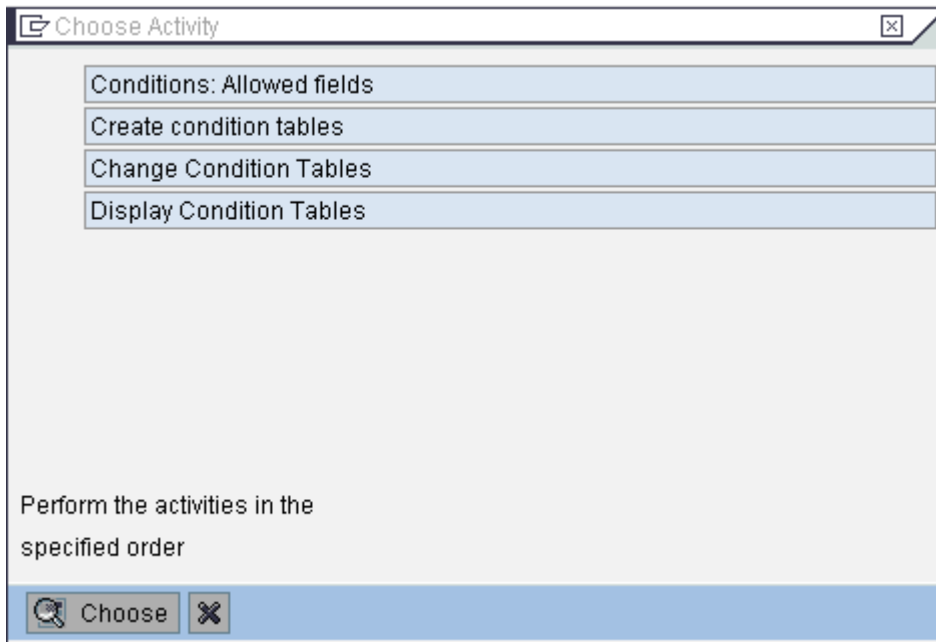 Choose Activity
Conditions: Allowed fields
Create condition tables
Change Condition Tables
Display Condition Tables
Perform the activities in the
specified order
Choose